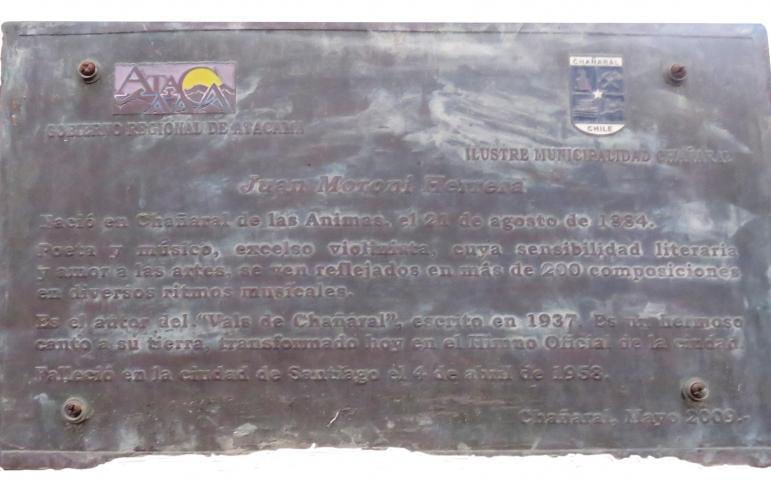 ATACAMA
CHAÑARAL
CHILE
GOBIERNO REGIONAL DE ATACAMA
ILUSTRE MUNICIPALIDAD CHAÑARAL
Juan Moroni Herrera
Nació en Chañaral de las Animas, el de agosto de 1884.
Poeta y músico, excelso violinista, cuya sensibilidad literaria
y amor a las artes, se ven reflejados en más de 200 composiciones
en diversos ritmos musicales.
Es el autor del "Vals de Chañaral", escrito en 1937. Es un hermoso
canto a su tierra, transformado hoy en el Himno Oficial de la ciudad
Falleció en la ciudad de Santiago el 4 de abril de 1958.
Chañaral, Mayo 2009.-